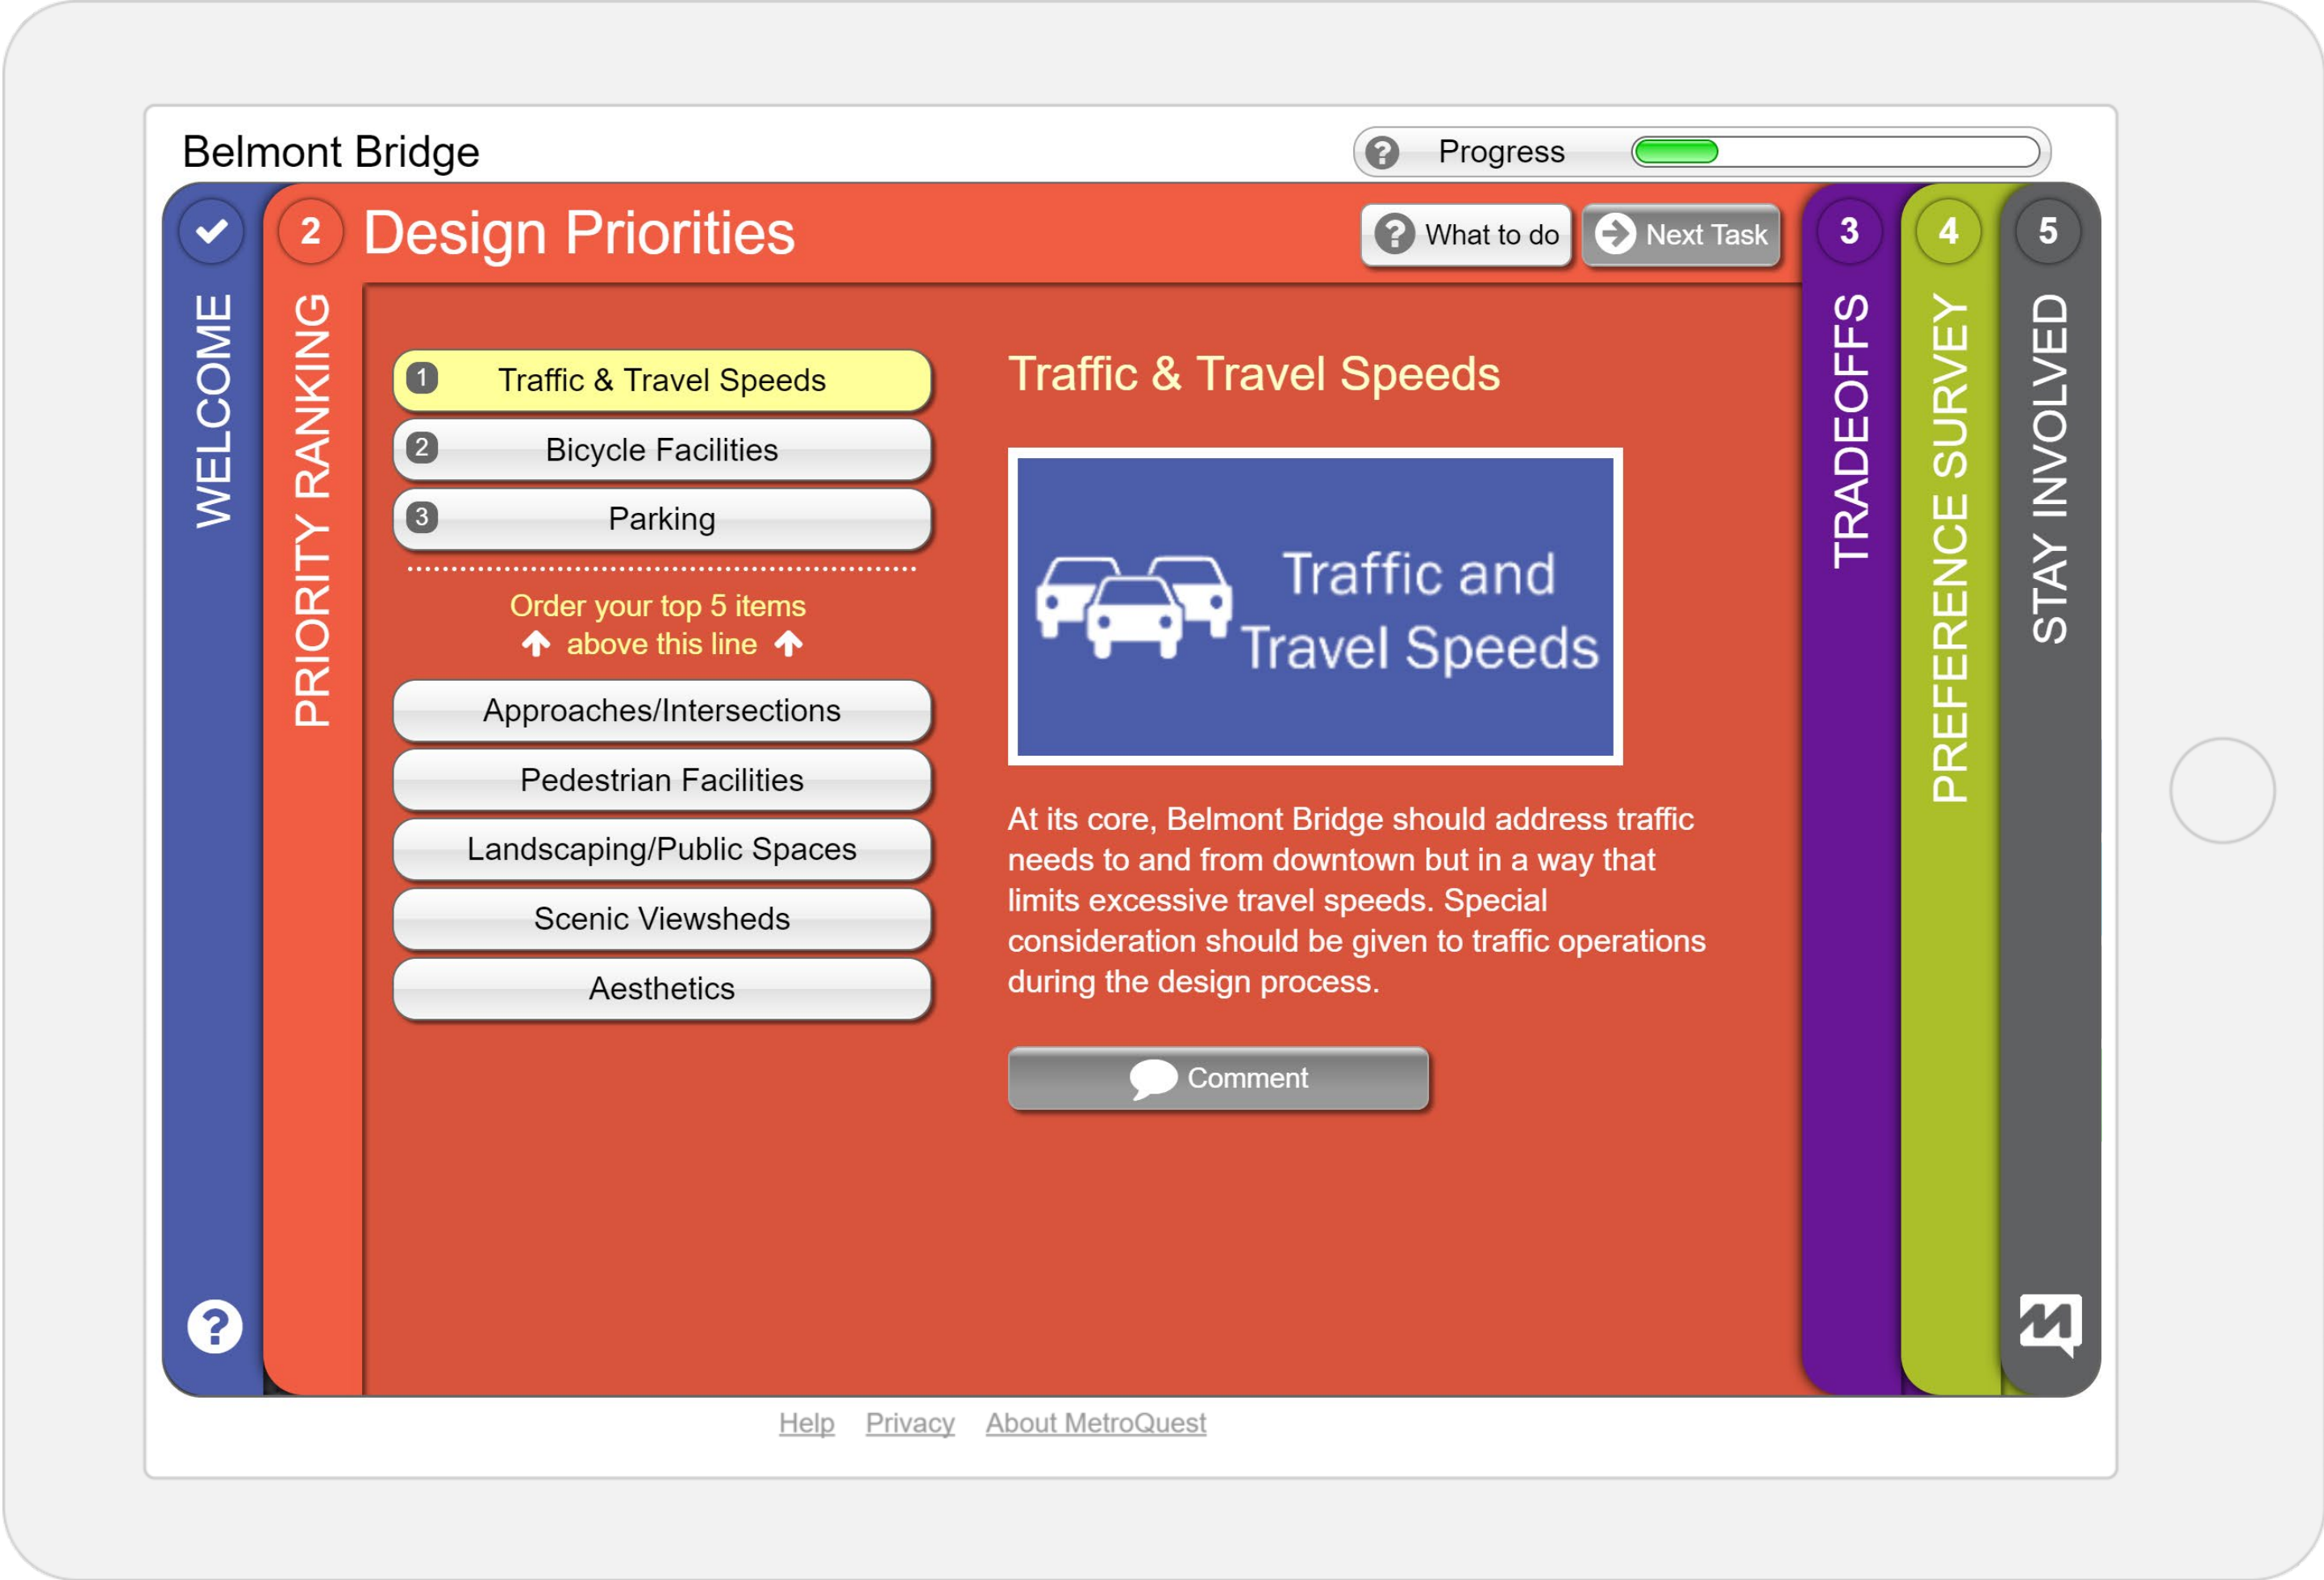 Belmont Bridge
? Progress
2 Design Priorities
? What to do
Next Task
3
4
5
WELCOME
PRIORITY RANKING
1 Traffic & Travel Speeds
2 Bicycle Facilities
3 Parking
Order your top 5 items
above this line
Approaches/Intersections
Pedestrian Facilities
Landscaping/Public Spaces
Scenic Viewsheds
Aesthetics
Traffic & Travel Speeds
Traffic and
Travel Speeds
At its core, Belmont Bridge should address traffic
needs to and from downtown but in a way that
limits excessive travel speeds. Special
consideration should be given to traffic operations
during the design process.
Comment
TRADEOFFS
PREFERENCE SURVEY
STAY INVOLVED
?
M
Help Privacy About MetroQuest